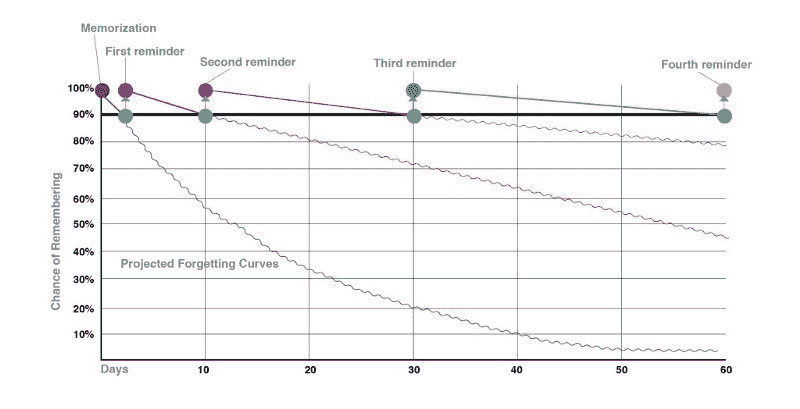 Memorization
First reminder
Second reminder
Third reminder
Fourth reminder
100%
90%
80%
70%
60%
50%
40%
30%
20%
10%
Chance of Remembering
Projected Forgetting Curves
Days
10
20
30
40
50
60